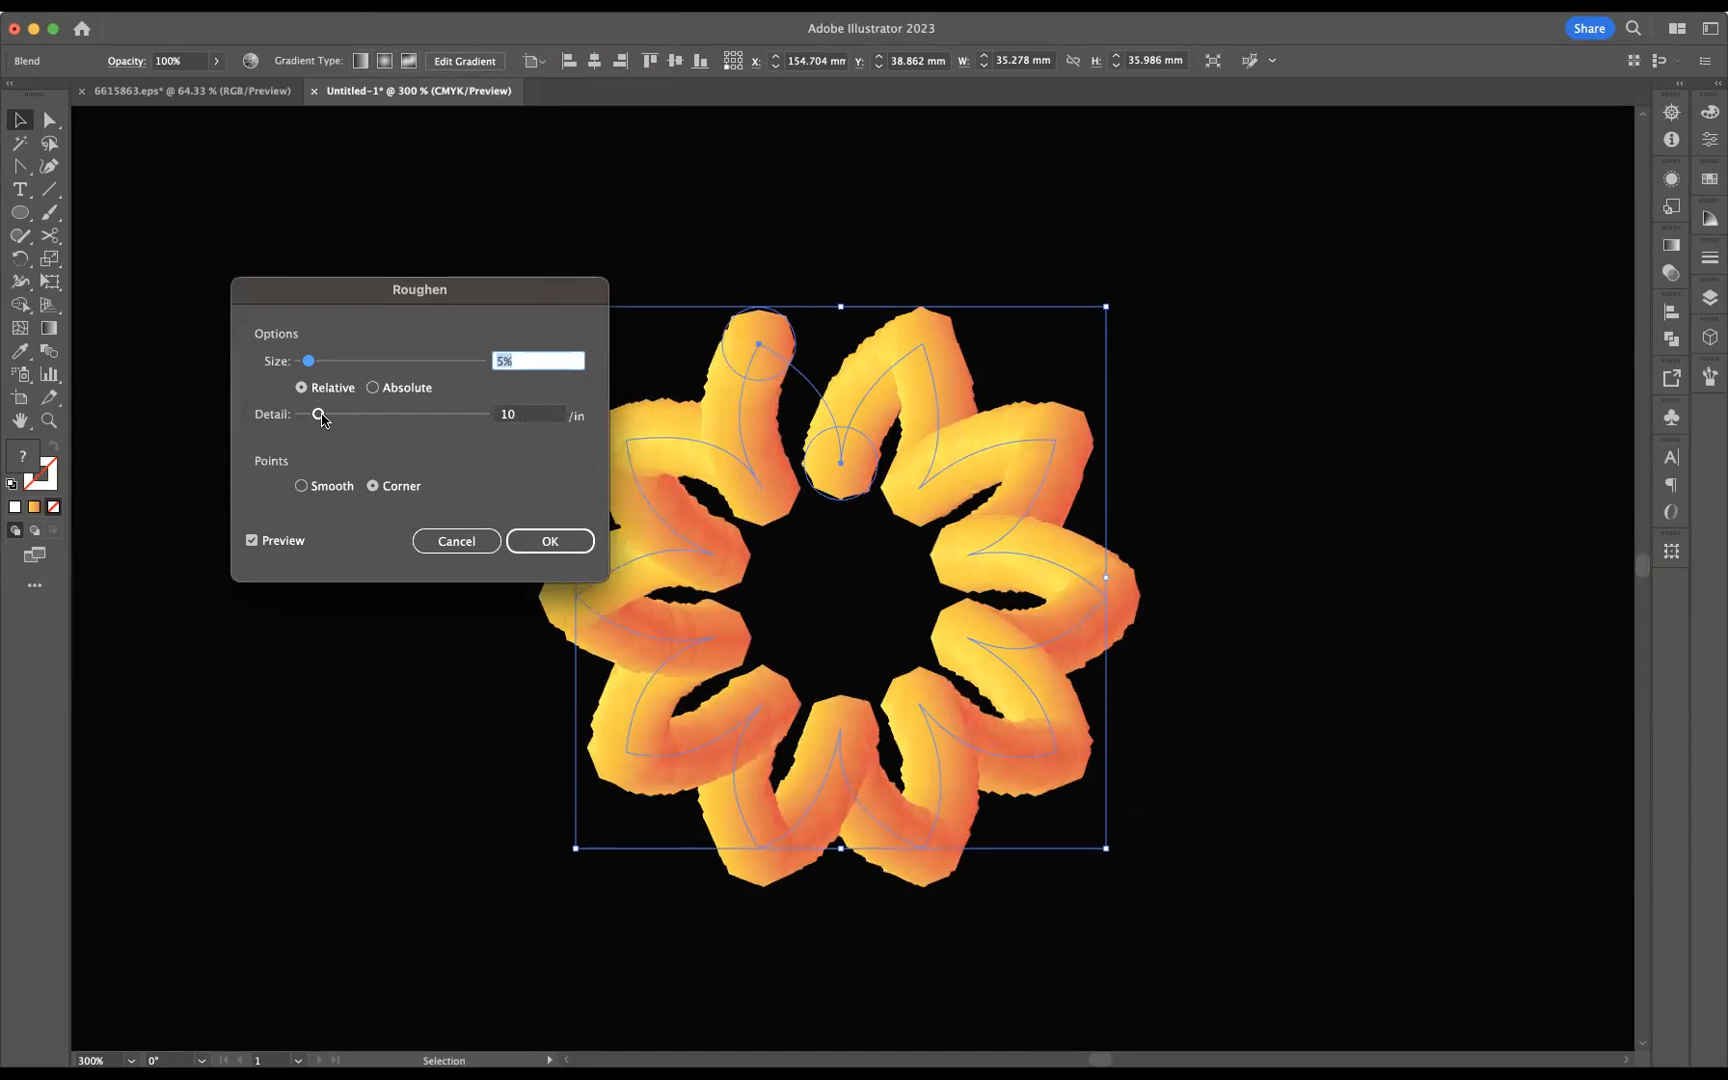 Adobe Illustrator 2023
Share
Blend
Opacity: 100%
Gradient Type:
Edit Gradient
X: 154.704 mm
Y: 38.862 mm
W: 35.278 mm
H: 35.986 mm
6615863.eps* @ 64.33 % (RGB/Preview)
Untitled-1* @ 300 % (CMYK/Preview)
Roughen
Options
Size: 5%
Relative Absolute
Detail: 10 /in
Points
Smooth Corner
Preview
Cancel
OK
?
300% 0° 1 Selection